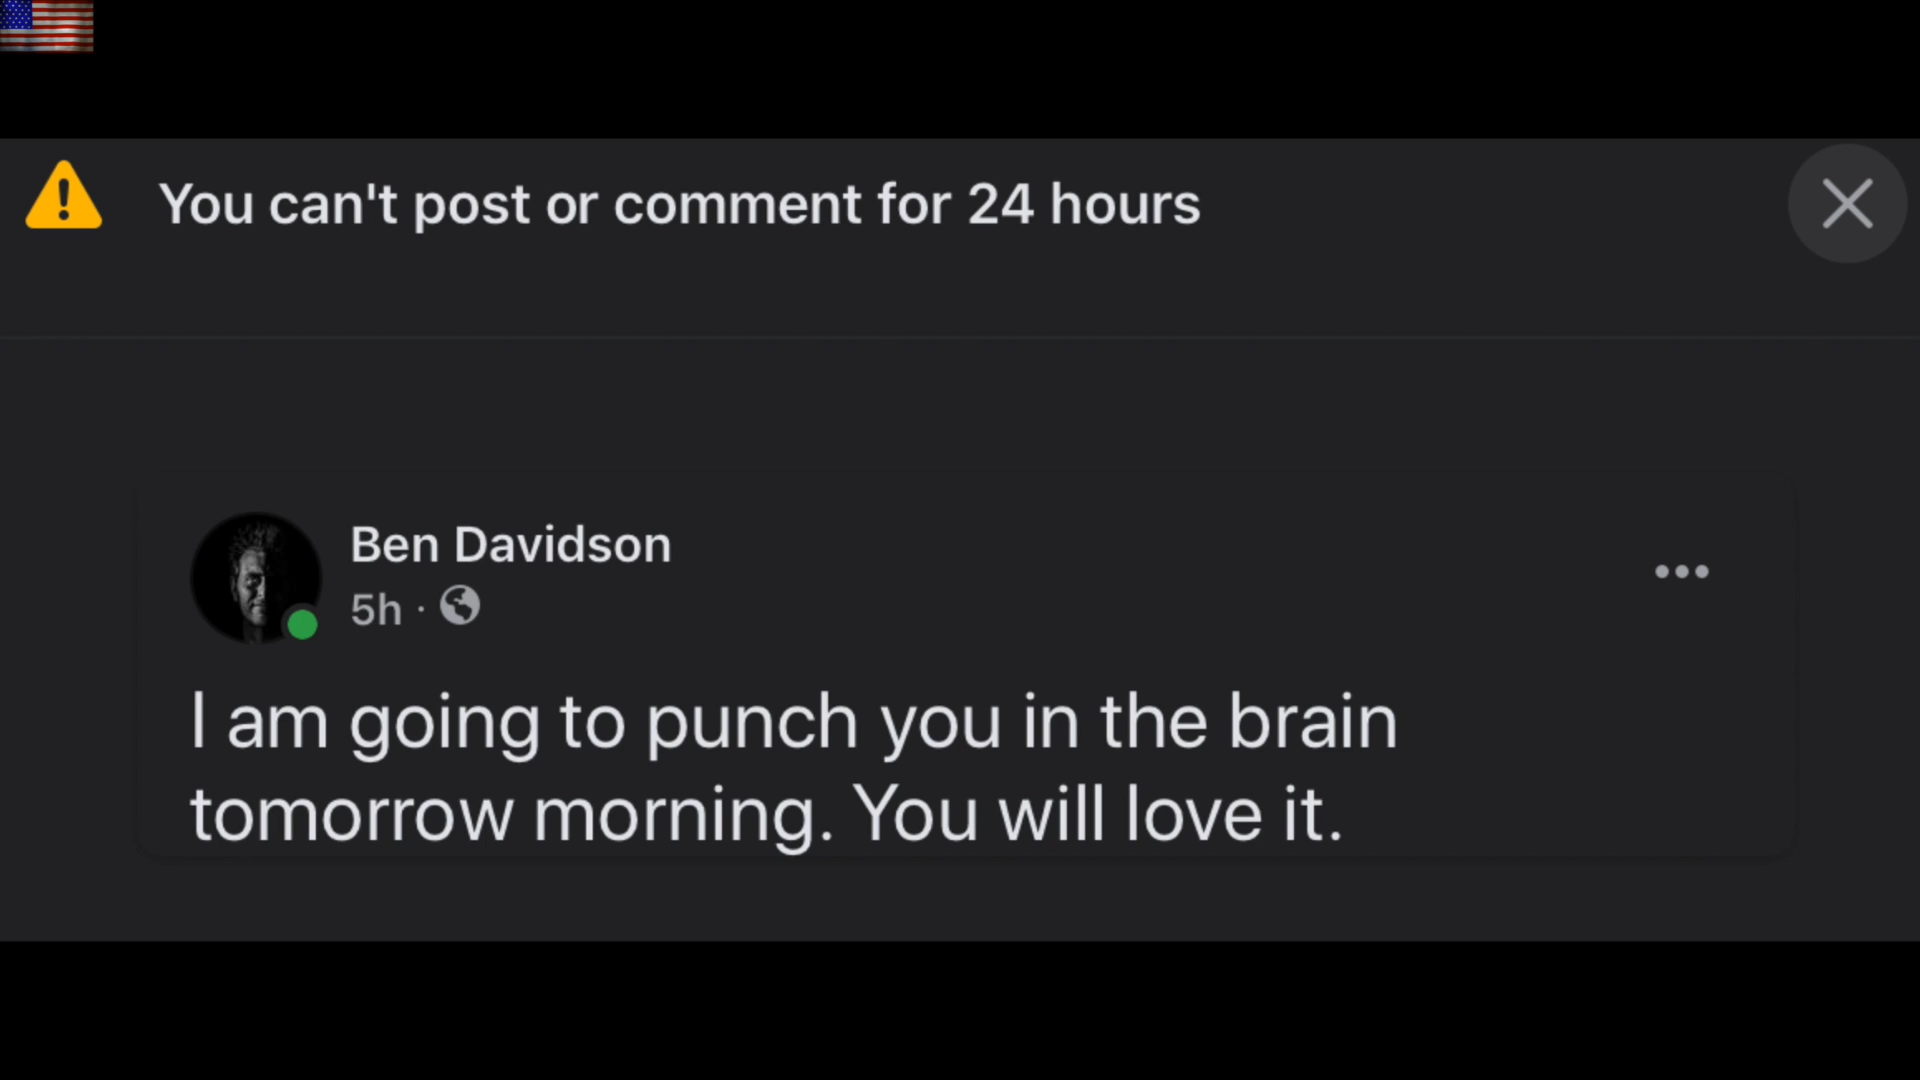 You can't post or comment for 24 hours
Ben Davidson
5h ·
I am going to punch you in the brain
tomorrow morning. You will love it.